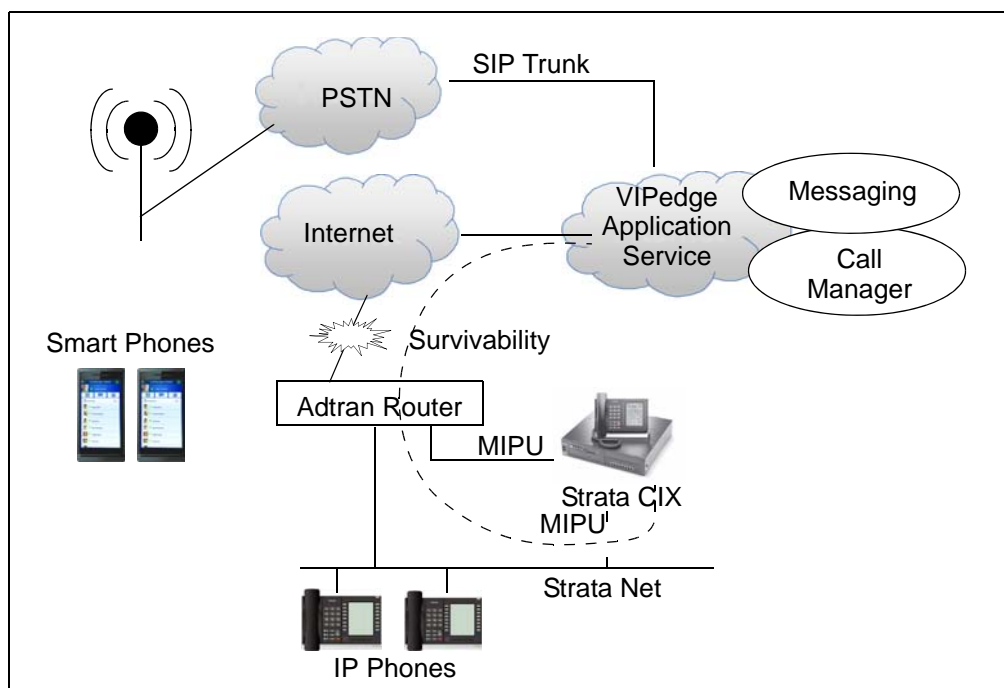 SIP Trunk
PSTN
VIPedge
Application
Service
Messaging
Internet
Call
Manager
Smart Phones
Survivability
Adtran Router
MIPU
Strata CIX
MIPU
Strata Net
IP Phones